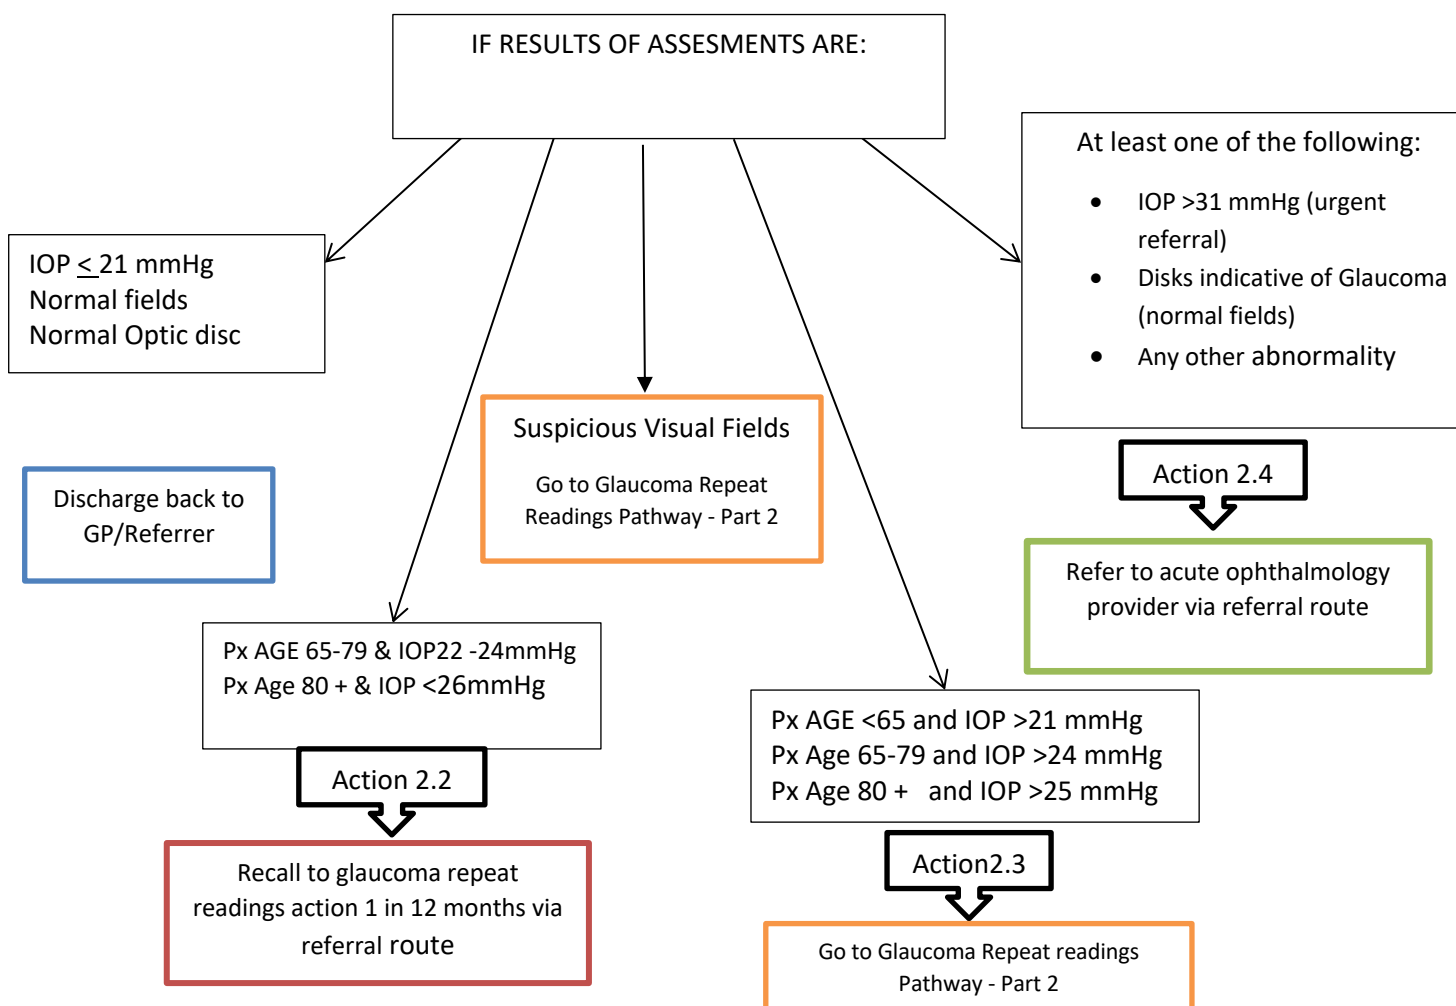 IF RESULTS OF ASSESMENTS ARE:
IOP < 21 mmHg
Normal fields
Normal Optic disc
Discharge back to
GP/Referrer
Px AGE 65-79 & IOP22 -24mmHg
Px Age 80 + & IOP <26mmHg
Action 2.2
Recall to glaucoma repeat
readings action 1 in 12 months via
referral route
Suspicious Visual Fields
Go to Glaucoma Repeat
Readings Pathway - Part 2
Px AGE <65 and IOP >21 mmHg
Px Age 65-79 and IOP >24 mmHg
Px Age 80 + and IOP >25 mmHg
Action2.3
Go to Glaucoma Repeat readings
Pathway - Part 2
At least one of the following:
• IOP >31 mmHg (urgent
referral)
• Disks indicative of Glaucoma
(normal fields)
• Any other abnormality
Action 2.4
Refer to acute ophthalmology
provider via referral route